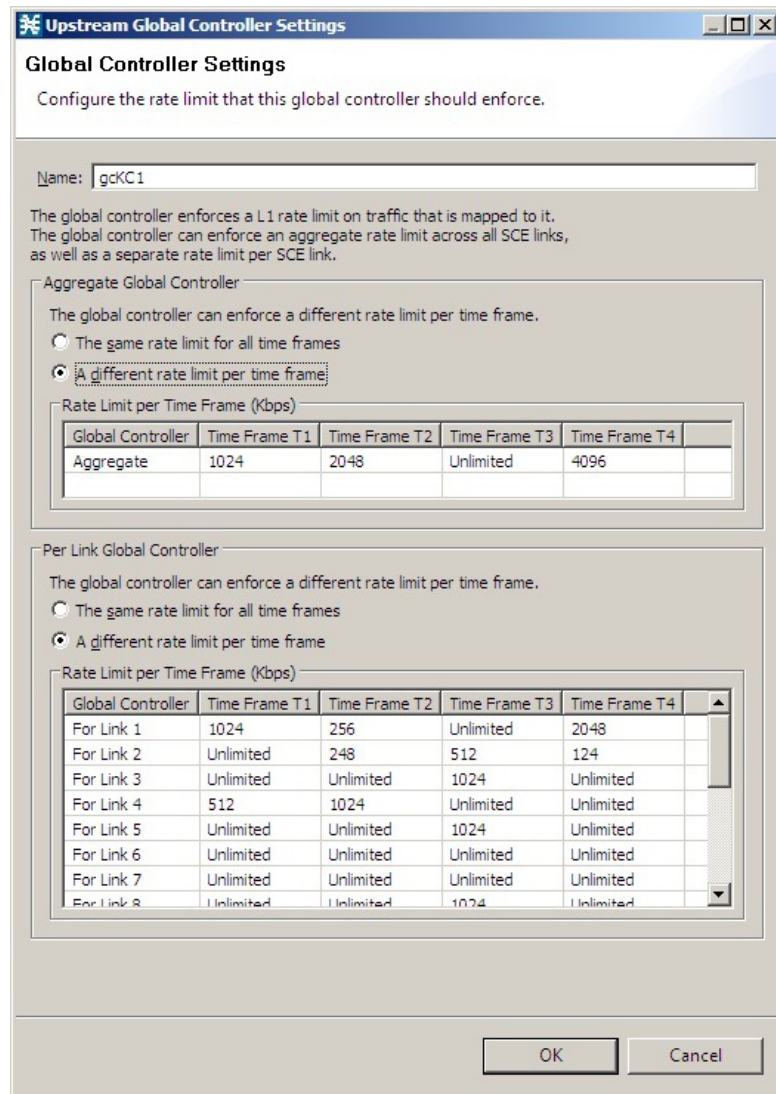 Upstream Global Controller Settings
Global Controller Settings
Configure the rate limit that this global controller should enforce.
Name: gcKC1
The global controller enforces a L1 rate limit on traffic that is mapped to it.
The global controller can enforce an aggregate rate limit across all SCE links,
as well as a separate rate limit per SCE link.
Aggregate Global Controller
The global controller can enforce a different rate limit per time frame.
The same rate limit for all time frames
A different rate limit per time frame
Rate Limit per Time Frame (Kbps)
Global Controller Time Frame T1 Time Frame T2 Time Frame T3 Time Frame T4
Aggregate 1024 2048 Unlimited 4096
Per Link Global Controller
The global controller can enforce a different rate limit per time frame.
The same rate limit for all time frames
A different rate limit per time frame
Rate Limit per Time Frame (Kbps)
Global Controller Time Frame T1 Time Frame T2 Time Frame T3 Time Frame T4
For Link 1 1024 256 Unlimited 2048
For Link 2 Unlimited 248 512 124
For Link 3 Unlimited Unlimited 1024 Unlimited
For Link 4 512 1024 Unlimited Unlimited
For Link 5 Unlimited Unlimited 1024 Unlimited
For Link 6 Unlimited Unlimited Unlimited Unlimited
For Link 7 Unlimited Unlimited Unlimited Unlimited
For Link 8 Unlimited Unlimited 1024 Unlimited
OK Cancel